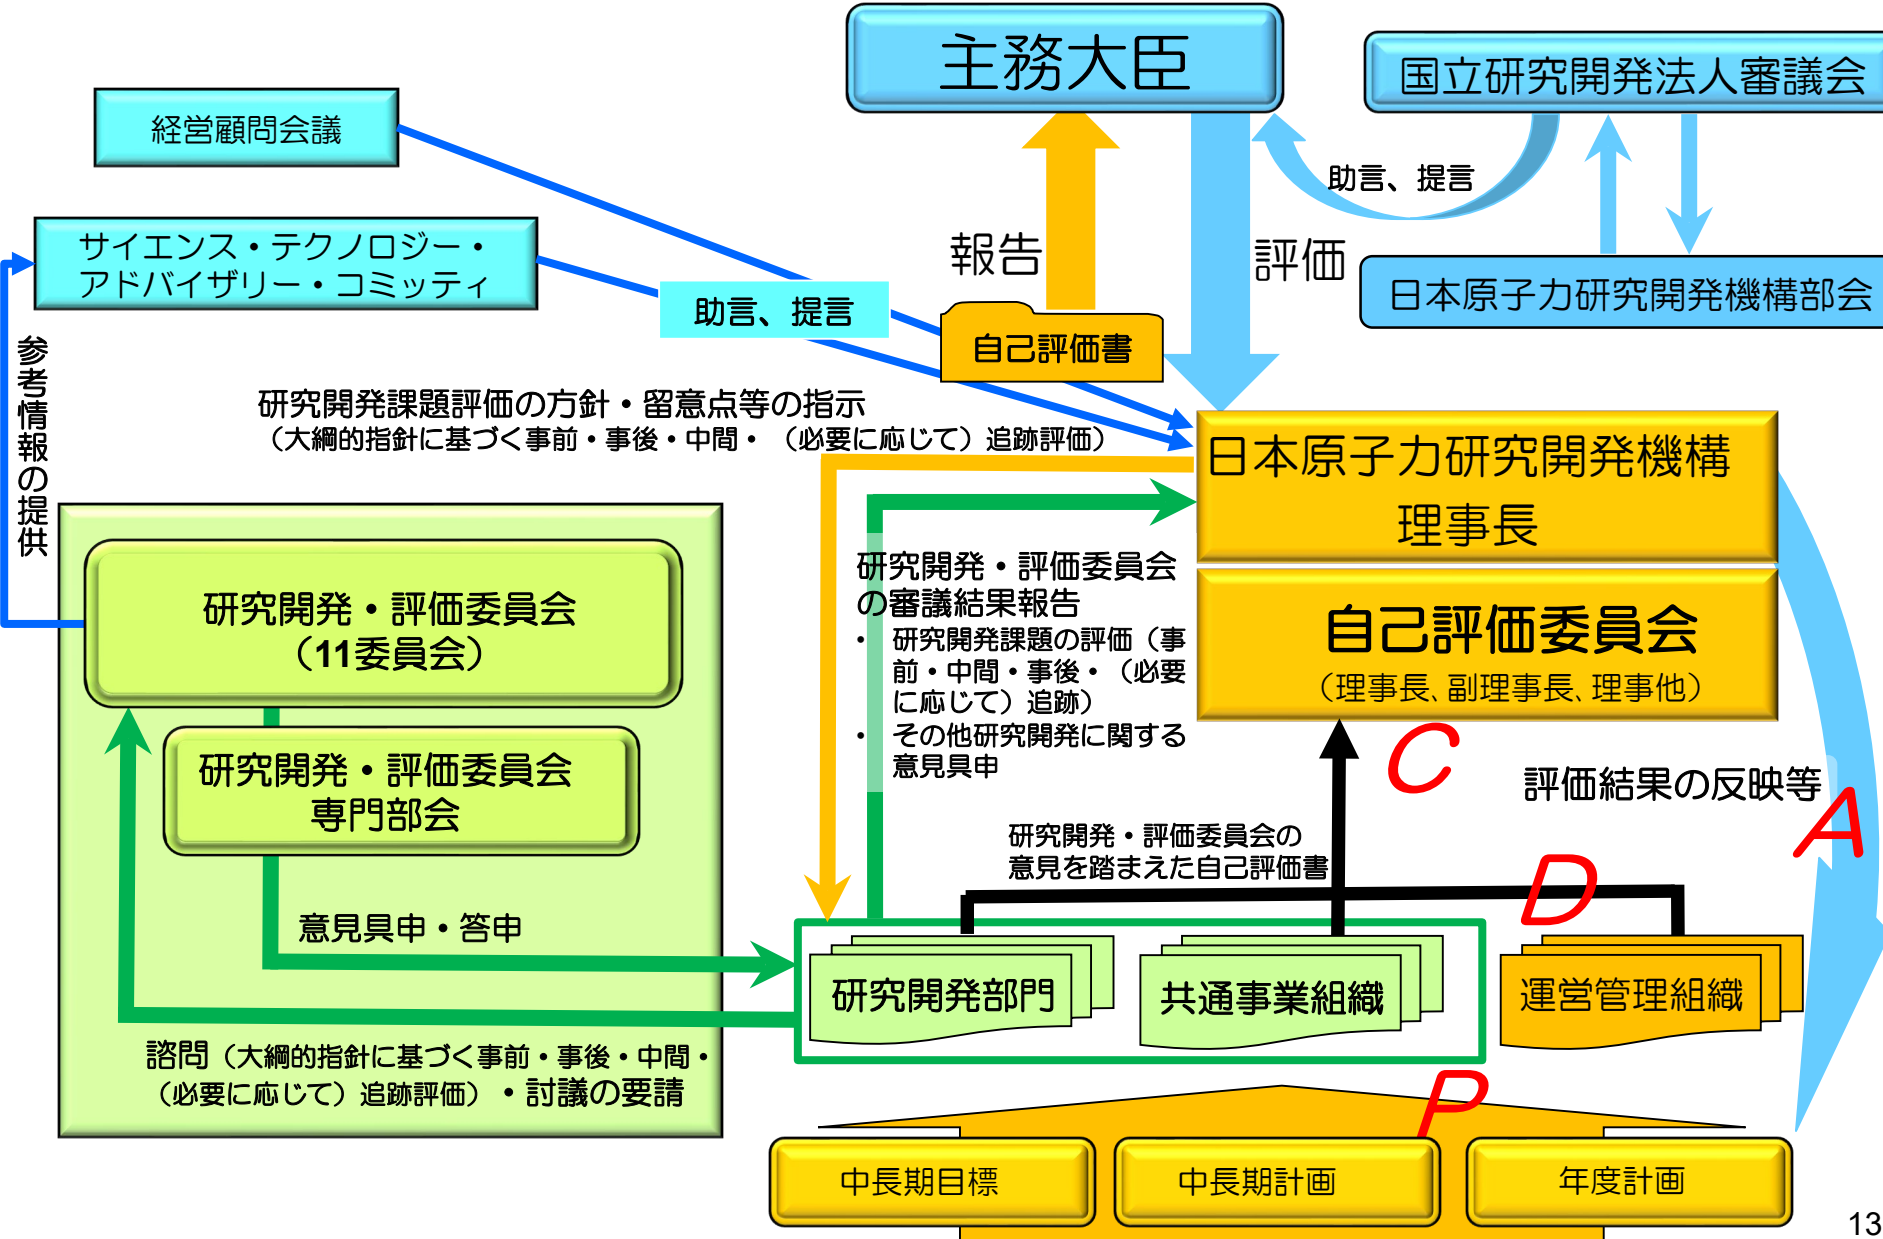 主務大臣
国立研究開発法人審議会
経営顧問会議
助言、提言
サイエンス・テクノロジー・
アドバイザリー・コミッティ
報告
評価
日本原子力研究開発機構部会
助言、提言
自己評価書
参考情報の提供
研究開発課題評価の方針・留意点等の指示
（大綱的指針に基づく事前・事後・中間・（必要に応じて）追跡評価）
日本原子力研究開発機構
理事長
研究開発・評価委員会
の審議結果報告
・ 研究開発課題の評価（事
前・中間・事後・（必要
に応じて）追跡）
・ その他研究開発に関する
意見具申
研究開発・評価委員会
（11委員会）
自己評価委員会
（理事長、副理事長、理事他）
C
研究開発・評価委員会
専門部会
評価結果の反映等
A
研究開発・評価委員会の
意見を踏まえた自己評価書
D
意見具申・答申
研究開発部門
共通事業組織
運営管理組織
諮問（大綱的指針に基づく事前・事後・中間・
（必要に応じて）追跡評価）・討議の要請
P
中長期目標
中長期計画
年度計画
13